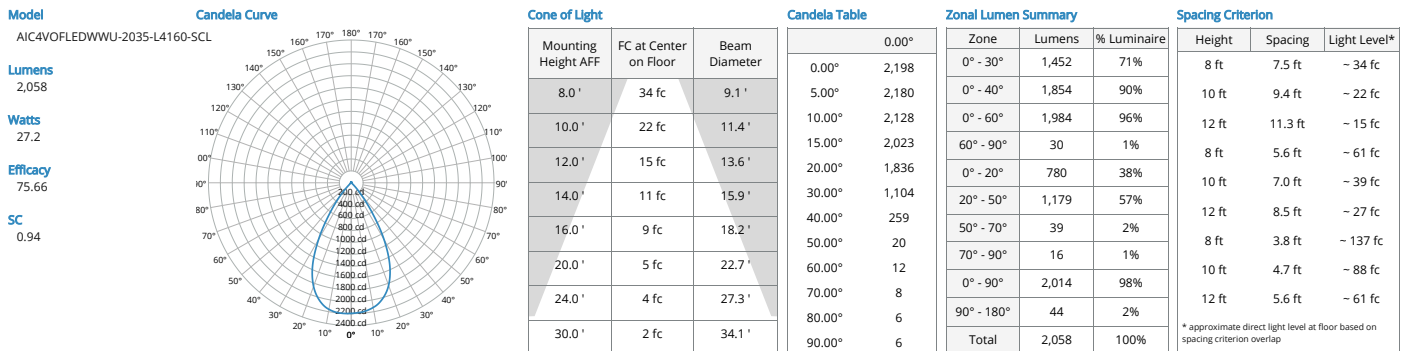 Model
AIC4VOFLEDWWU-2035-L4160-SCL
Lumens
2,058
Watts
27.2
Efficacy
75.66
SC
0.94
Candela Curve
180°
170° 170°
160° 160°
150° 150°
140° 140°
130° 130°
120° 120°
110° 110°
00° 100'
)0° 90'
80° 80°
70° 70°
60° 60°
50° 50°
40° 40°
30° 30°
20° 20°
10° 10°
0°
200 cd
400 cd
600 cd
800 cd
1000 cd
1200 cd
1400 cd
1600 cd
1800 cd
2000 cd
2200 cd
2400 cd
Cone of Light
Mounting Height AFF FC at Center on Floor Beam Diameter
8.0 ' 34 fc 9.1 '
10.0 ' 22 fc 11.4 '
12.0 ' 15 fc 13.6 '
14.0 ' 11 fc 15.9 '
16.0 ' 9 fc 18.2 '
20.0 ' 5 fc 22.7 '
24.0 ' 4 fc 27.3 '
30.0 ' 2 fc 34.1 '
Candela Table
0.00°
0.00° 2,198
5.00° 2,180
10.00° 2,128
15.00° 2,023
20.00° 1,836
30.00° 1,104
40.00° 259
50.00° 20
60.00° 12
70.00° 8
80.00° 6
90.00° 6
Zonal Lumen Summary
Zone Lumens % Luminaire
0° - 30° 1,452 71%
0° - 40° 1,854 90%
0° - 60° 1,984 96%
60° - 90° 30 1%
0° - 20° 780 38%
20° - 50° 1,179 57%
50° - 70° 39 2%
70° - 90° 16 1%
0° - 90° 2,014 98%
90° - 180° 44 2%
Total 2,058 100%
Spacing Criterion
Height Spacing Light Level*
8 ft 7.5 ft ~ 34 fc
10 ft 9.4 ft ~ 22 fc
12 ft 11.3 ft ~ 15 fc
8 ft 5.6 ft ~ 61 fc
10 ft 7.0 ft ~ 39 fc
12 ft 8.5 ft ~ 27 fc
8 ft 3.8 ft ~ 137 fc
10 ft 4.7 ft ~ 88 fc
12 ft 5.6 ft ~ 61 fc
* approximate direct light level at floor based on
spacing criterion overlap